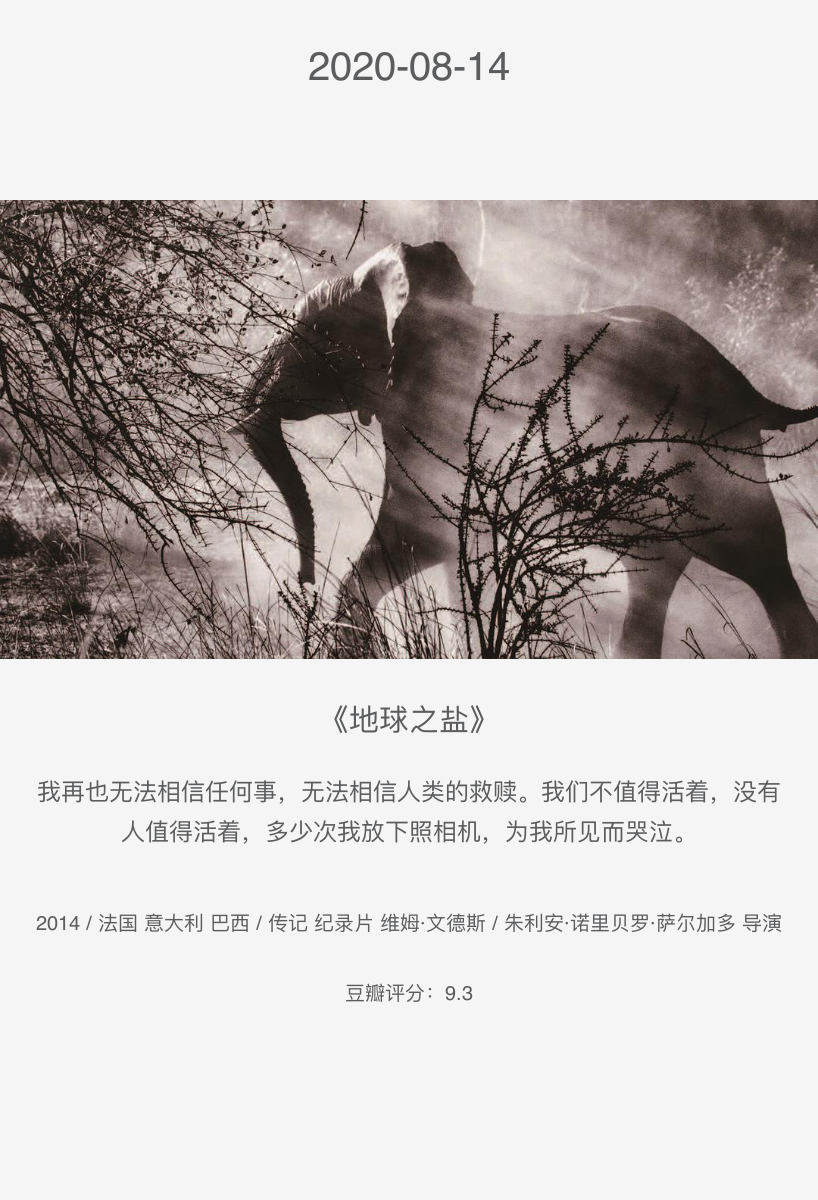 2020-08-14
《地球之盐》
我再也无法相信任何事，无法相信人类的救赎。我们不值得活着，没有
人值得活着，多少次我放下照相机，为我所见而哭泣。
2014 / 法国 意大利 巴西 / 传记 纪录片 维姆·文德斯 / 朱利安·诺里贝罗·萨尔加多 导演
豆瓣评分：9.3